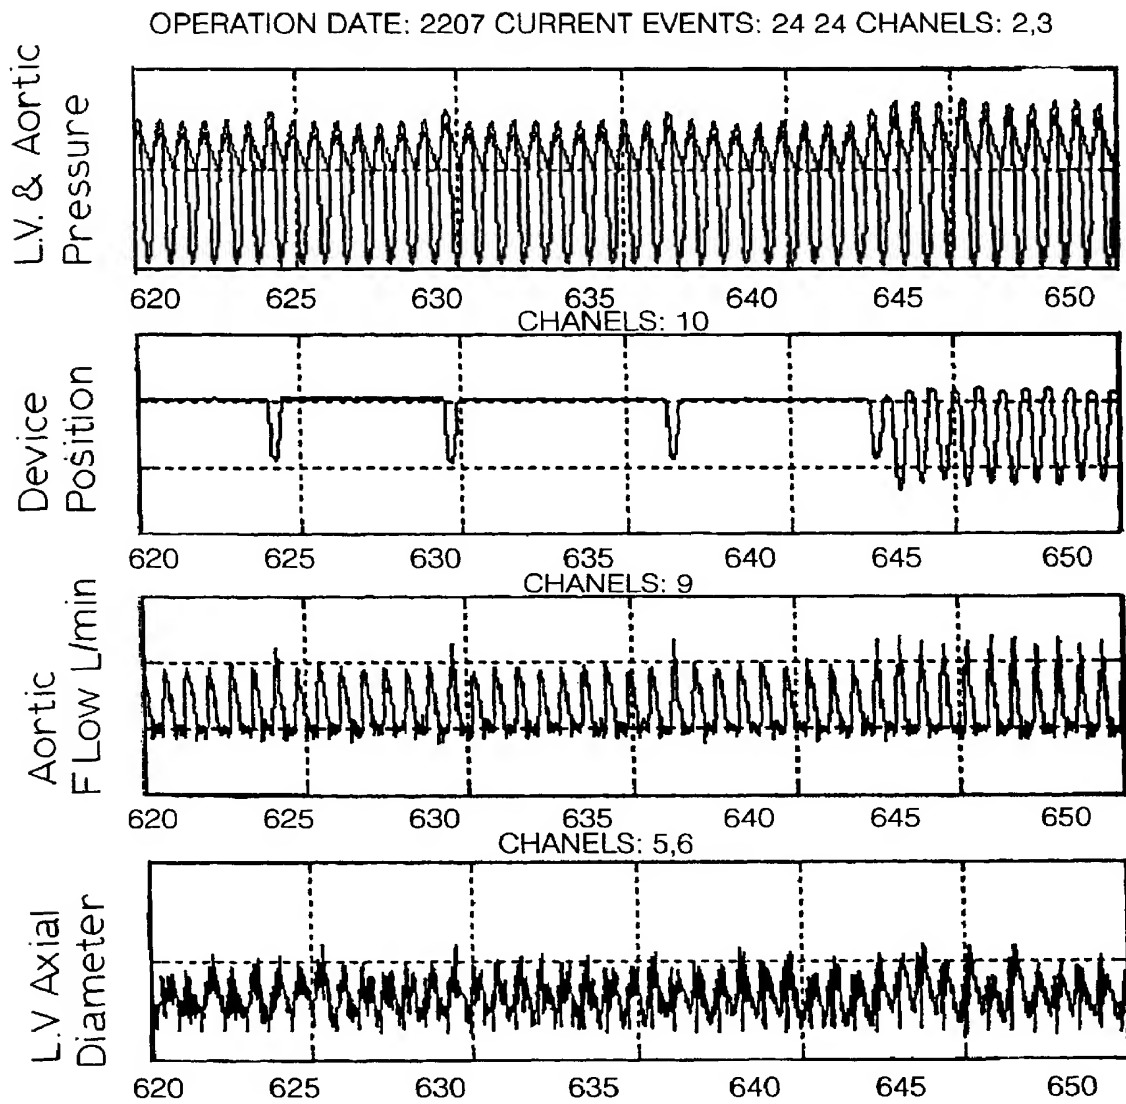 OPERATION DATE: 2207 CURRENT EVENTS: 24 24 CHANELS: 2,3
L.V. & Aortic
Pressure
620 625 630 635 640 645 650
CHANELS: 10
Device
Position
620 625 630 635 640 645 650
CHANELS: 9
Aortic
FLow L/min
620 625 630 635 640 645 650
CHANELS: 5,6
L.V Axial
Diameter
620 625 630 635 640 645 650